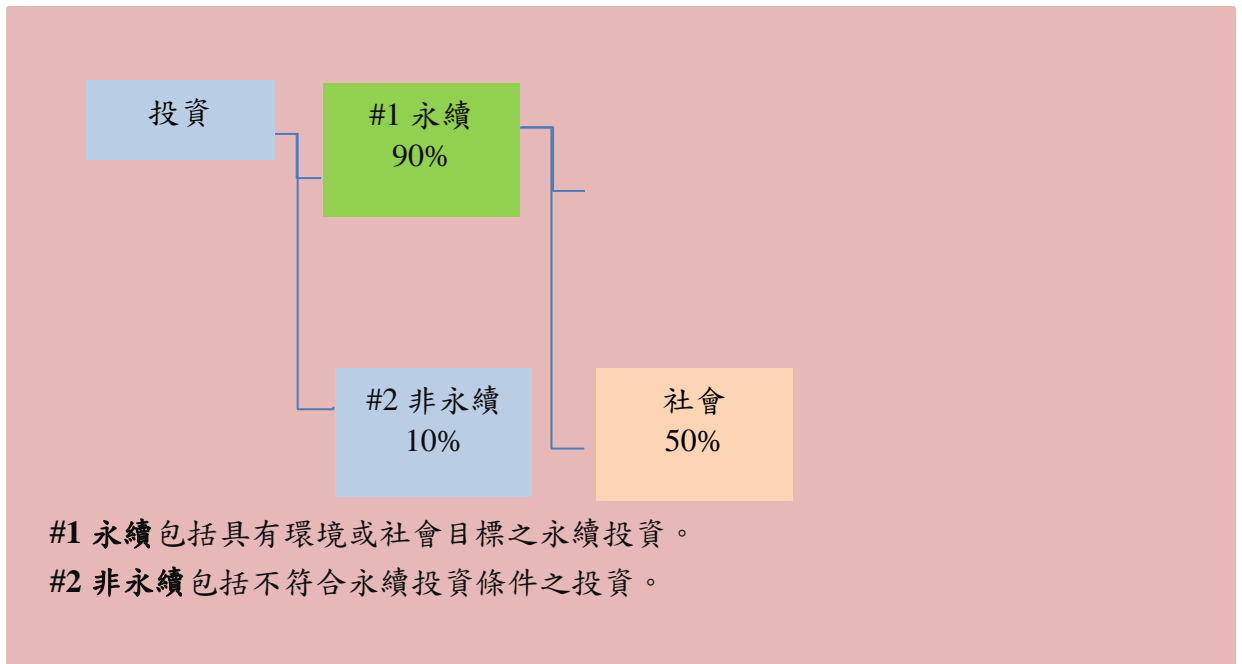 投資
#1 永續
90%
#2 非永續
10%
社會
50%
#1 永續包括具有環境或社會目標之永續投資。
#2 非永續包括不符合永續投資條件之投資。